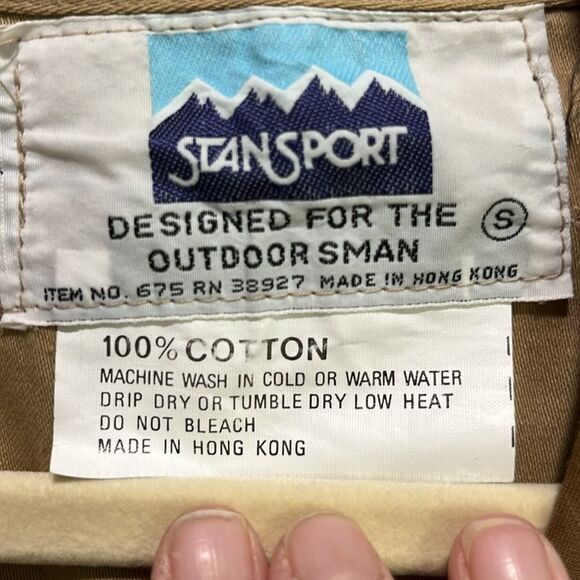 STANSPORT
DESIGNED FOR THE Ⓢ
OUTDOORSMAN
ITEM NO. 675 RN 38927 MADE IN HONG KONG
100% COTTON
MACHINE WASH IN COLD OR WARM WATER
DRIP DRY OR TUMBLE DRY LOW HEAT
DO NOT BLEACH
MADE IN HONG KONG